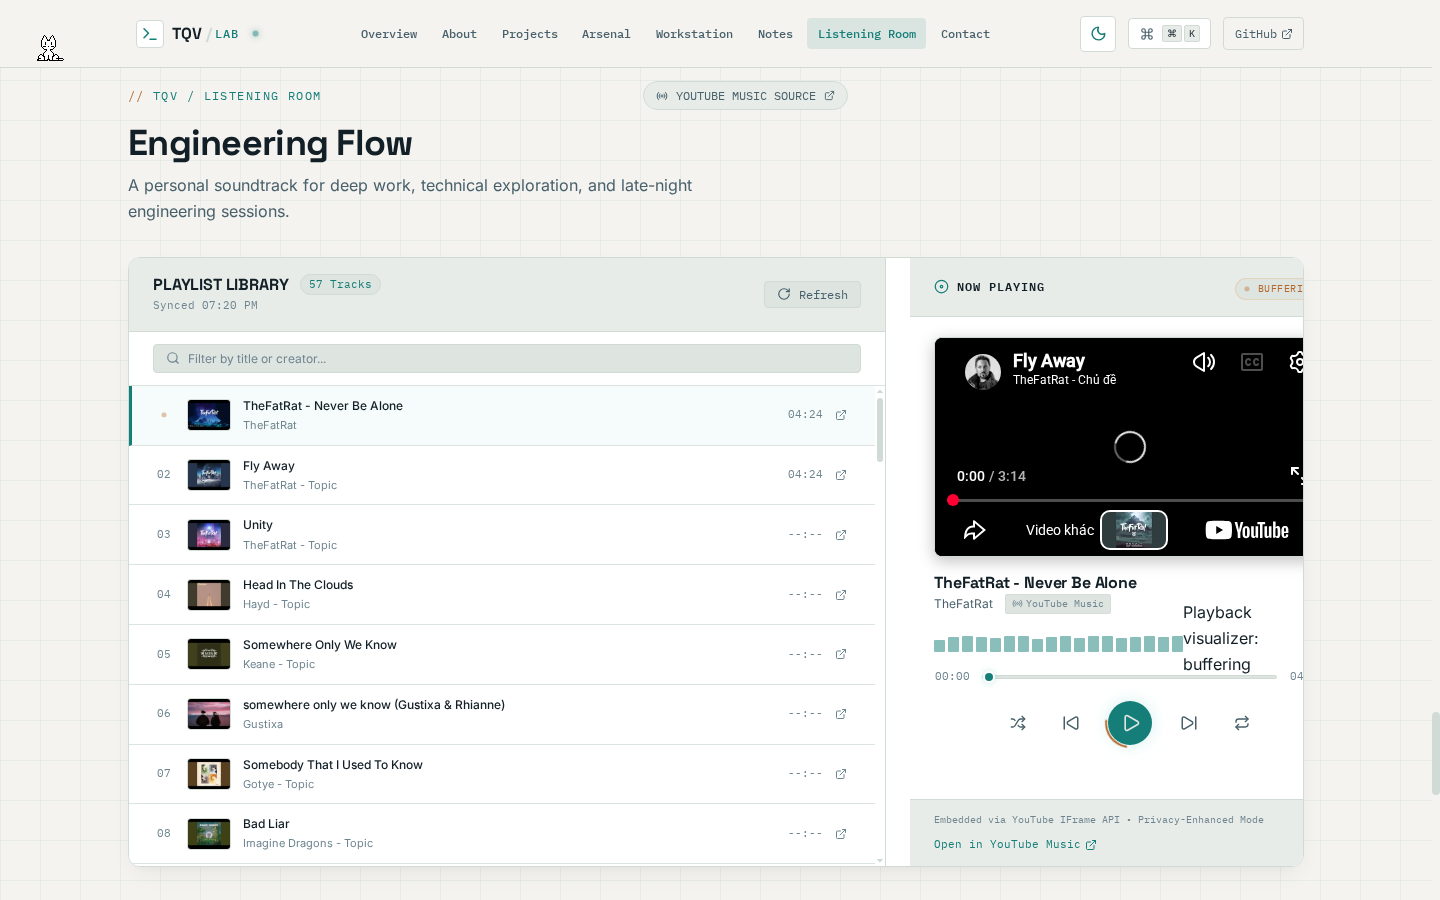 TQV / LAB
Overview
About
Projects
Arsenal
Workstation
Notes
Listening Room
Contact
⌘ ⌘ K
GitHub
// TQV / LISTENING ROOM
YOUTUBE MUSIC SOURCE
Engineering Flow
A personal soundtrack for deep work, technical exploration, and late-night
engineering sessions.
PLAYLIST LIBRARY
57 Tracks
Synced 07:20 PM
Refresh
Filter by title or creator...
TheFatRat - Never Be Alone
TheFatRat
04:24
02
Fly Away
TheFatRat - Topic
04:24
03
Unity
TheFatRat - Topic
--:--
04
Head In The Clouds
Hayd - Topic
--:--
05
Somewhere Only We Know
Keane - Topic
--:--
06
somewhere only we know (Gustixa & Rhianne)
Gustixa
--:--
07
Somebody That I Used To Know
Gotye - Topic
--:--
08
Bad Liar
Imagine Dragons - Topic
--:--
NOW PLAYING
BUFFERI
Fly Away
TheFatRat - Chủ đề
CC
0:00 / 3:14
Video khác
YouTube
TheFatRat - Never Be Alone
TheFatRat
YouTube Music
Playback
visualizer:
buffering
00:00
04
Embedded via YouTube IFrame API • Privacy-Enhanced Mode
Open in YouTube Music